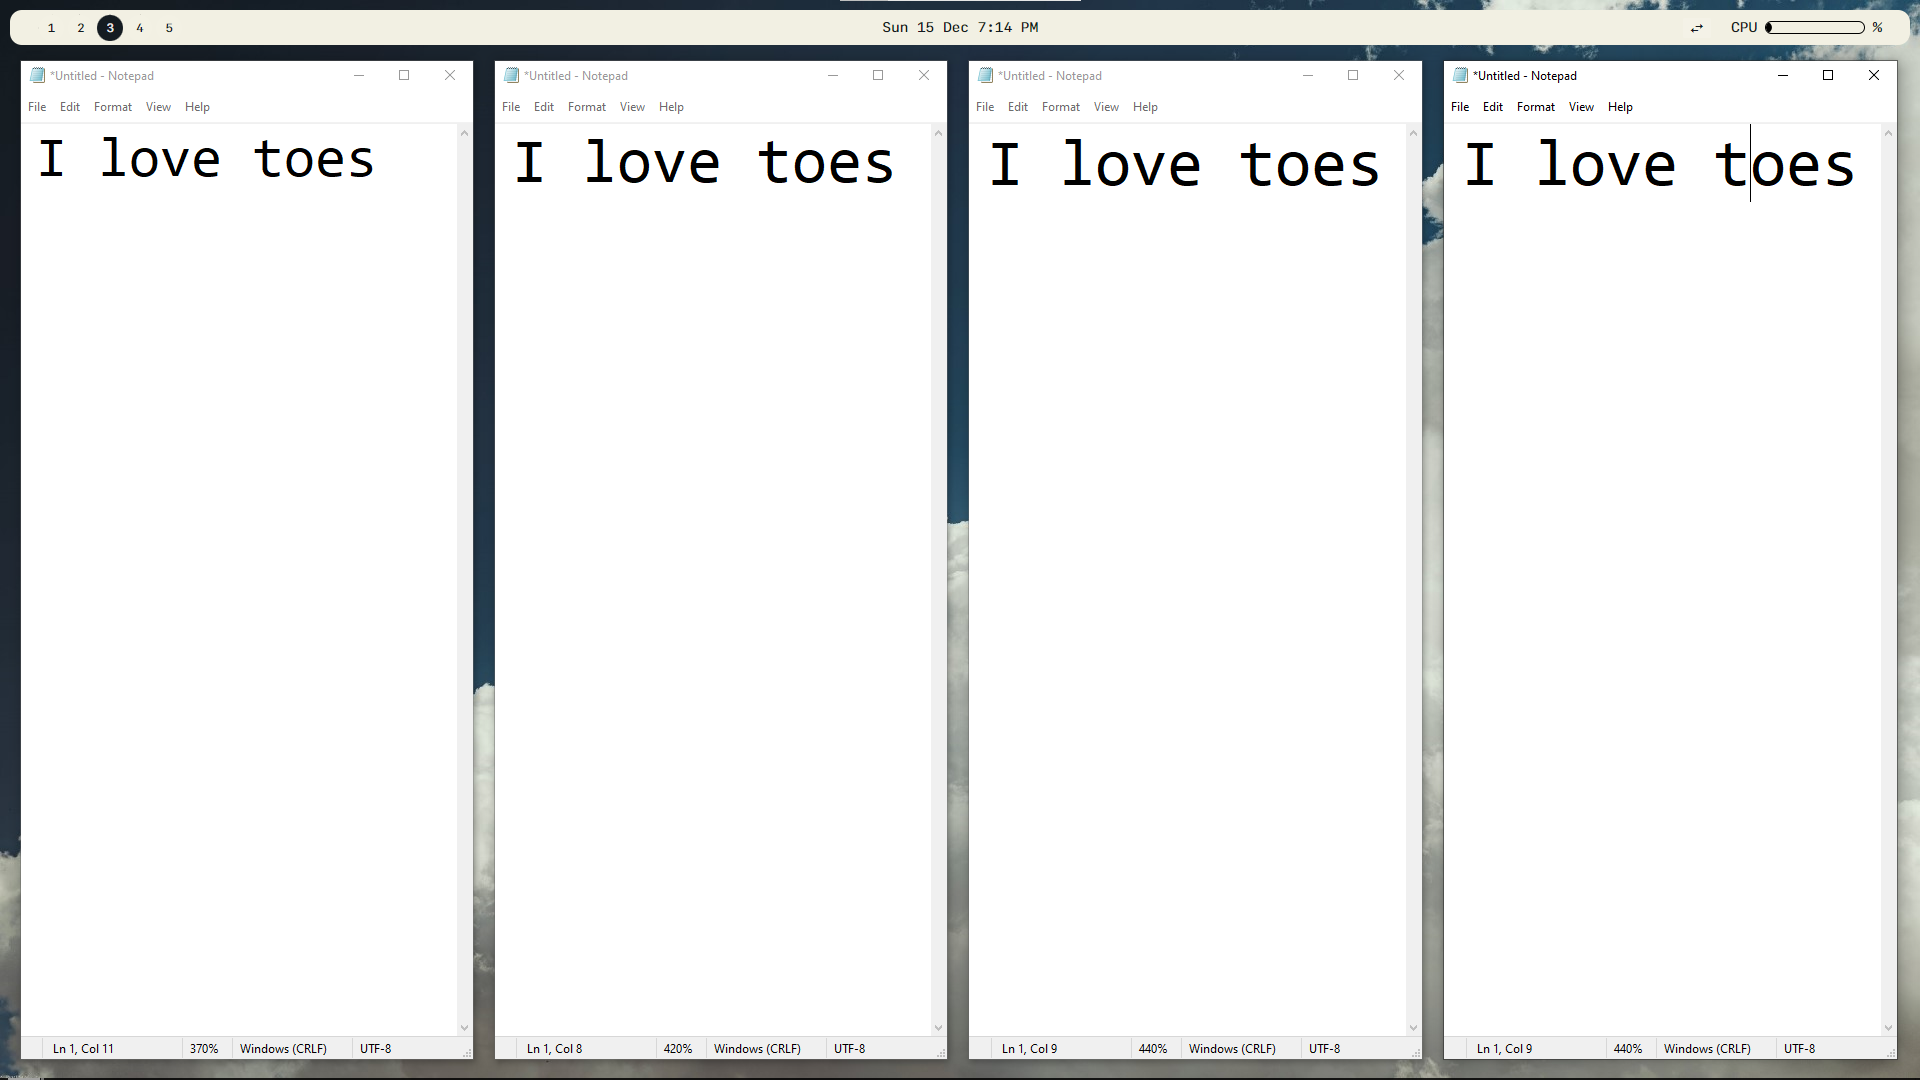 1 2 3 4 5
Sun 15 Dec 7:14 PM
CPU %
*Untitled - Notepad
File Edit Format View Help
I love toes
Ln 1, Col 11 370% Windows (CRLF) UTF-8
*Untitled - Notepad
File Edit Format View Help
I love toes
Ln 1, Col 8 420% Windows (CRLF) UTF-8
*Untitled - Notepad
File Edit Format View Help
I love toes
Ln 1, Col 9 440% Windows (CRLF) UTF-8
*Untitled - Notepad
File Edit Format View Help
I love toes
Ln 1, Col 9 440% Windows (CRLF) UTF-8